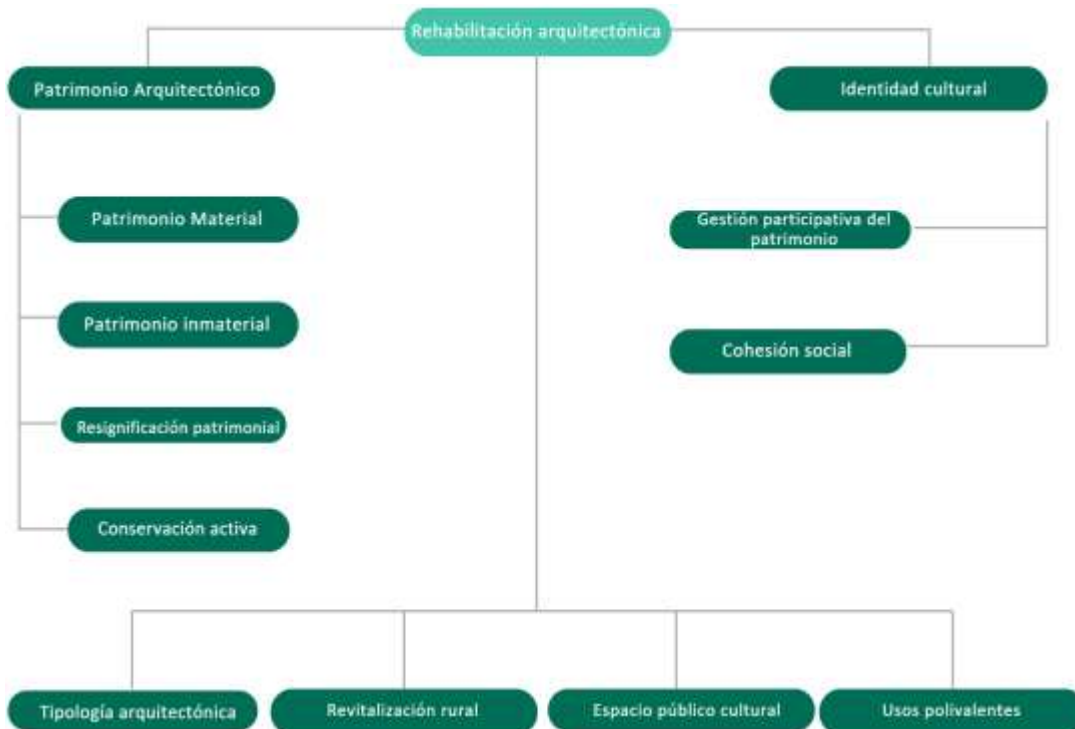 Rehabilitación arquitectónica
Patrimonio Arquitectónico
Identidad cultural
Patrimonio Material
Gestión participativa del
patrimonio
Patrimonio inmaterial
Cohesión social
Resignificación patrimonial
Conservación activa
Tipología arquitectónica
Revitalización rural
Espacio público cultural
Usos polivalentes